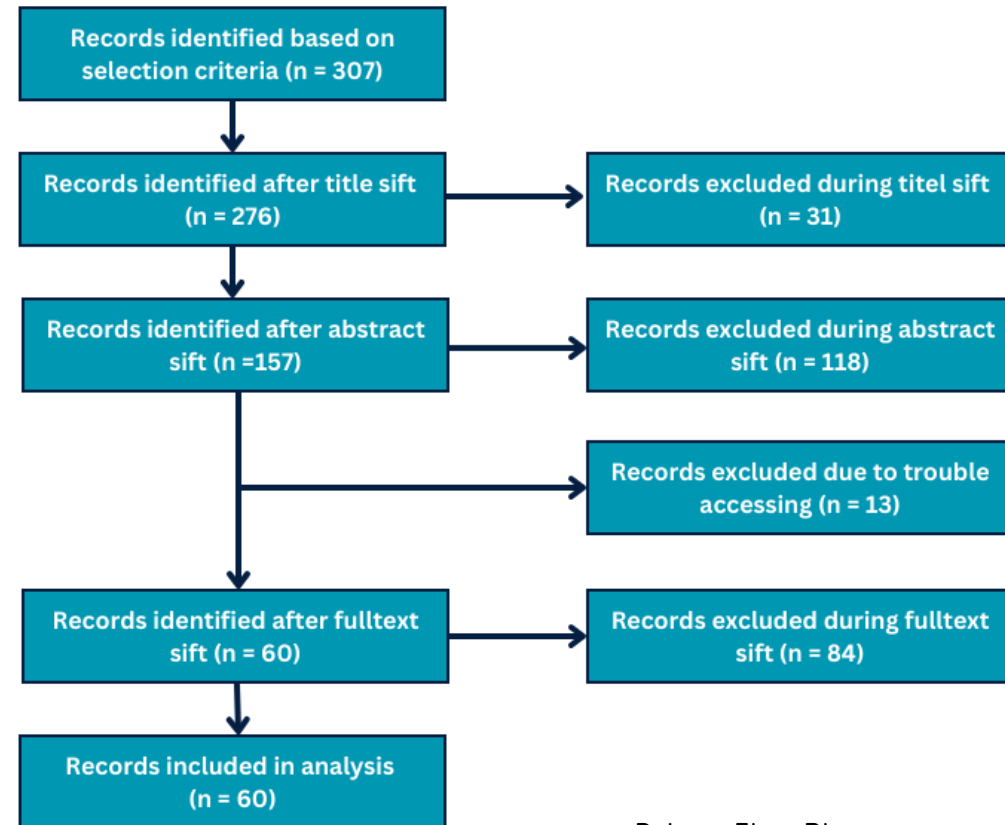 Records identified based on
selection criteria (n = 307)
Records identified after title sift
(n = 276)
Records excluded during titel sift
(n = 31)
Records identified after abstract
sift (n =157)
Records excluded during abstract
sift (n = 118)
Records excluded due to trouble
accessing (n = 13)
Records identified after fulltext
sift (n = 60)
Records excluded during fulltext
sift (n = 84)
Records included in analysis
(n = 60)